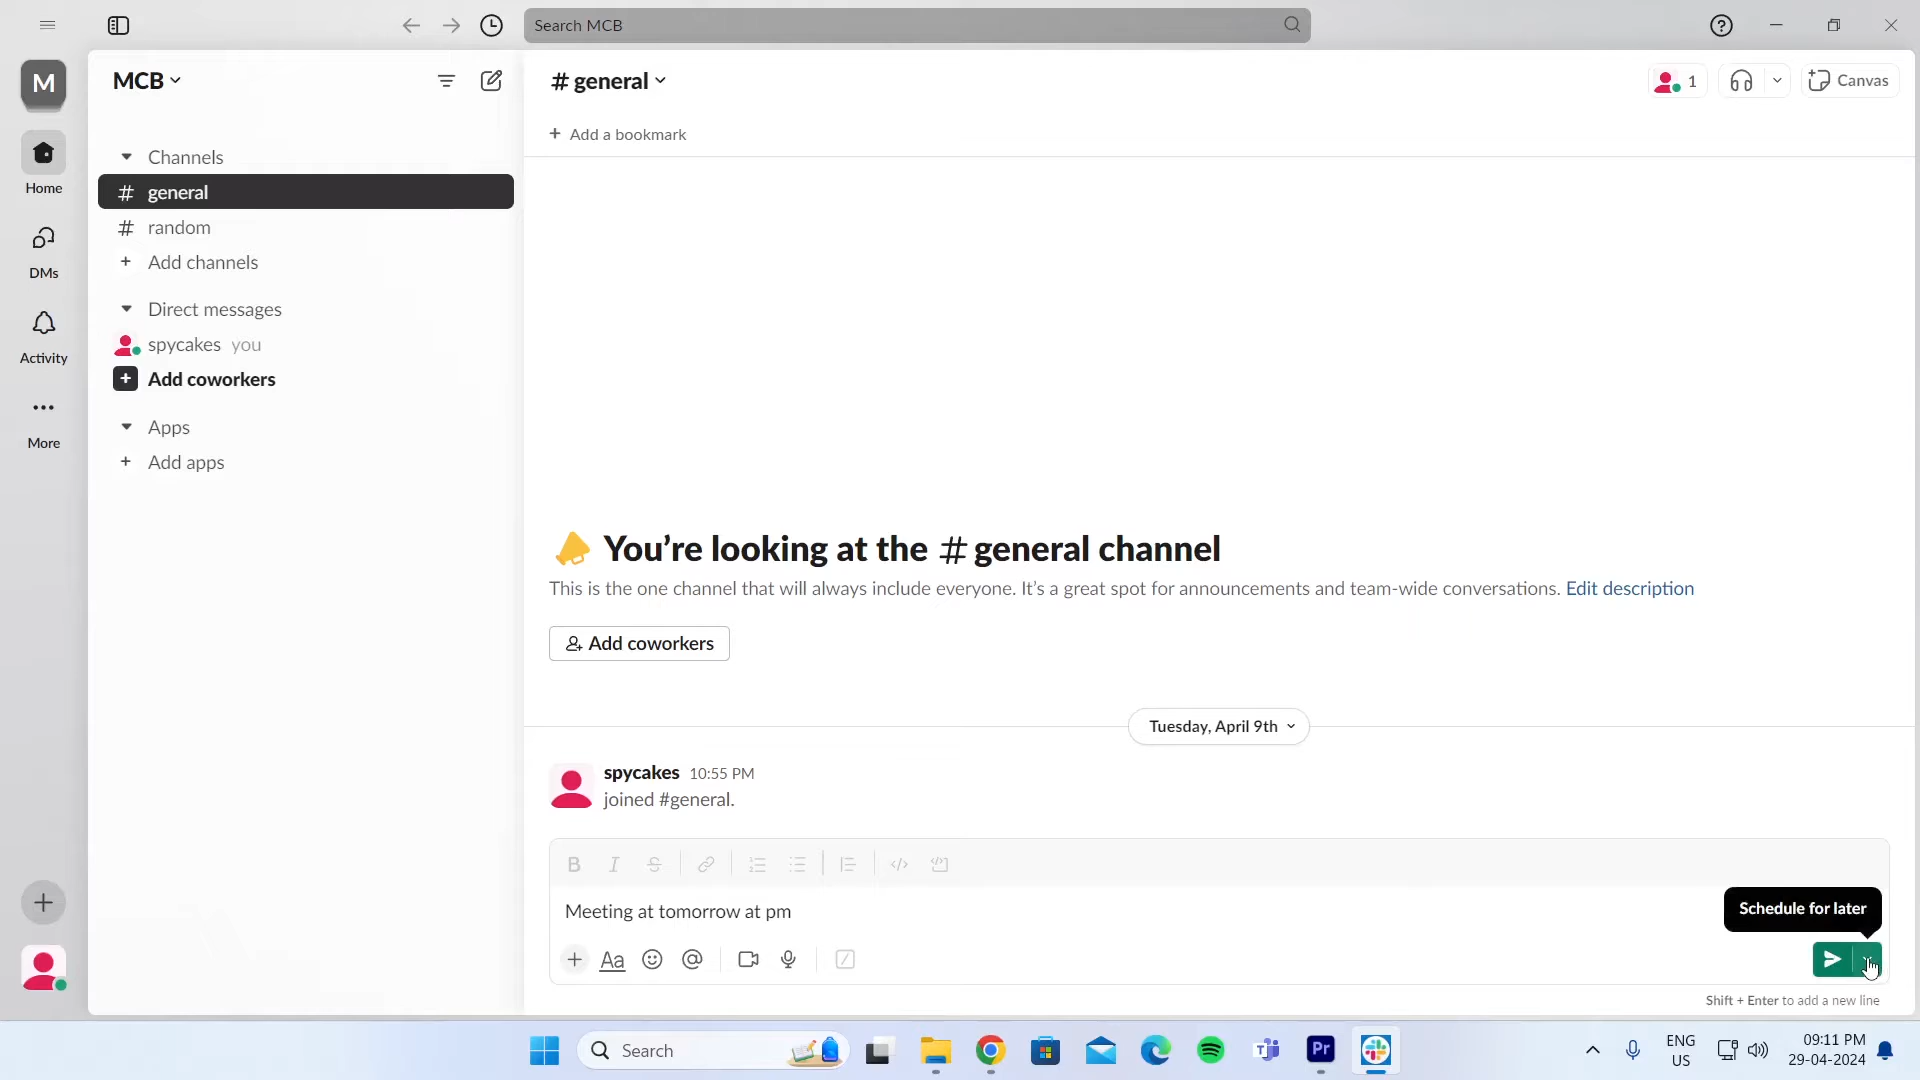 Search MCB
M
MCB
# general
1
Canvas
+ Add a bookmark
Home
DMs
Activity
More
Channels
# general
# random
+ Add channels
Direct messages
spycakes you
+ Add coworkers
Apps
+ Add apps
You're looking at the # general channel
This is the one channel that will always include everyone. It's a great spot for announcements and team-wide conversations. Edit description
Add coworkers
Tuesday, April 9th
spycakes 10:55 PM
joined #general.
B I S
Meeting at tomorrow at pm
Schedule for later
+ Aa @
Shift + Enter to add a new line
Search
Pr
ENG
US
09:11 PM
29-04-2024